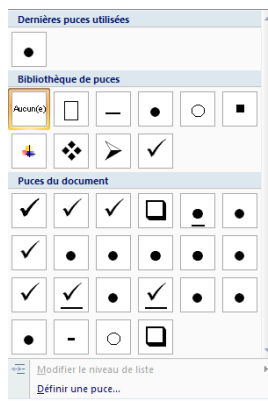 Dernières puces utilisées
Bibliothèque de puces
Aucun(e)
Puces du document
Modifier le niveau de liste
Définir une puce...